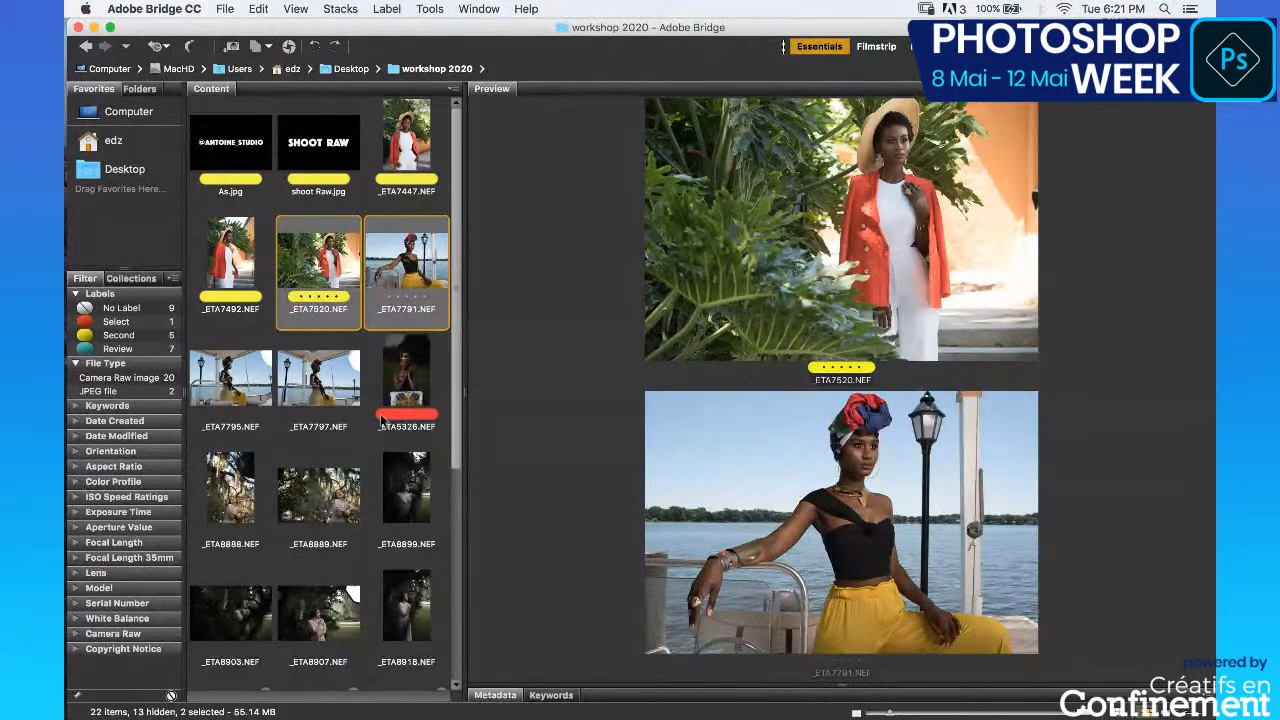 Adobe Bridge CC File Edit View Stacks Label Tools Window Help
3 100% Tue 6:21 PM
workshop 2020 - Adobe Bridge
Essentials Filmstrip
PHOTOSHOP
8 Mai - 12 Mai WEEK
Ps
Computer MacHD Users edz Desktop workshop 2020
Favorites Folders
Computer
edz
Desktop
Drag Favorites Here...
Filter Collections
Labels
No Label 9
Select 1
Second 5
Review 7
File Type
Camera Raw image 20
JPEG file 2
Keywords
Date Created
Date Modified
Orientation
Aspect Ratio
Color Profile
ISO Speed Ratings
Exposure Time
Aperture Value
Focal Length
Focal Length 35mm
Lens
Model
Serial Number
White Balance
Camera Raw
Copyright Notice
Content
@ANTOINE_STUDIO SHOOT RAW
As.jpg shoot Raw.jpg _ETA7447.NEF
_ETA7492.NEF _ETA7520.NEF _ETA7791.NEF
_ETA7795.NEF _ETA7797.NEF _ETA5326.NEF
_ETA8888.NEF _ETA8889.NEF _ETA8899.NEF
_ETA8903.NEF _ETA8907.NEF _ETA8918.NEF
Preview
_ETA7520.NEF
_ETA7791.NEF
Metadata Keywords
22 items, 13 hidden, 2 selected - 55.14 MB
powered by
Créatifs en
Confinement